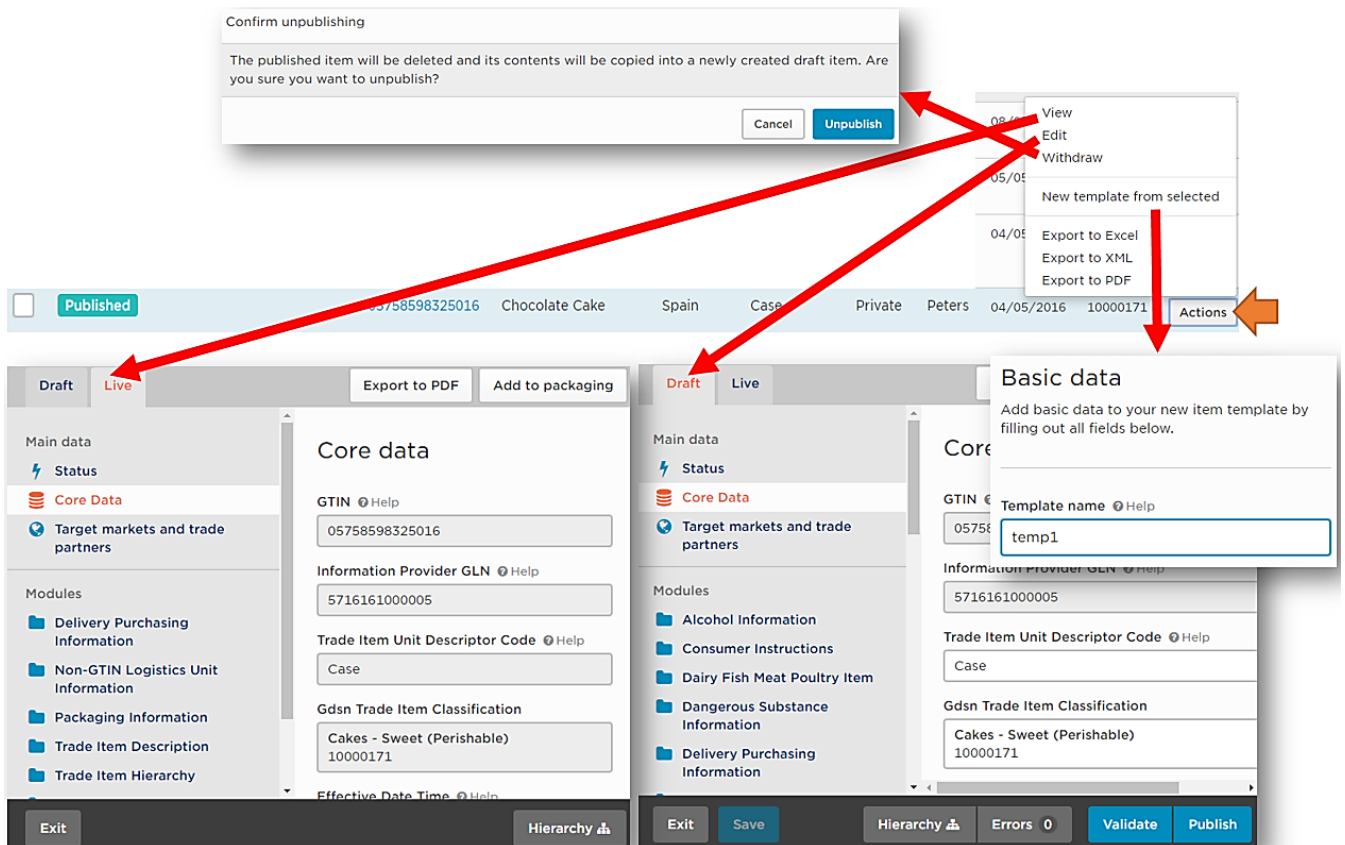 Confirm unpublishing
The published item will be deleted and its contents will be copied into a newly created draft item. Are
you sure you want to unpublish?
Cancel
Unpublish
View
Edit
Withdraw
New template from selected
Export to Excel
Export to XML
Export to PDF
Published
05758598325016
Chocolate Cake
Spain
Case
Private
Peters
04/05/2016
10000171
Actions
Draft
Live
Export to PDF
Add to packaging
Main data
Status
Core Data
Target markets and trade
partners
Modules
Delivery Purchasing
Information
Non-GTIN Logistics Unit
Information
Packaging Information
Trade Item Description
Trade Item Hierarchy
Core data
GTIN Help
05758598325016
Information Provider GLN Help
5716161000005
Trade Item Unit Descriptor Code Help
Case
Gdsn Trade Item Classification
Cakes - Sweet (Perishable)
10000171
Effective Date Time Help
Exit
Hierarchy
Draft
Live
Main data
Status
Core Data
Target markets and trade
partners
Modules
Alcohol Information
Consumer Instructions
Dairy Fish Meat Poultry Item
Dangerous Substance
Information
Delivery Purchasing
Information
GTIN
Information Provider GLN Help
5716161000005
Trade Item Unit Descriptor Code Help
Case
Gdsn Trade Item Classification
Cakes - Sweet (Perishable)
10000171
Exit
Save
Hierarchy
Errors 0
Validate
Publish
Basic data
Add basic data to your new item template by
filling out all fields below.
Template name Help
temp1